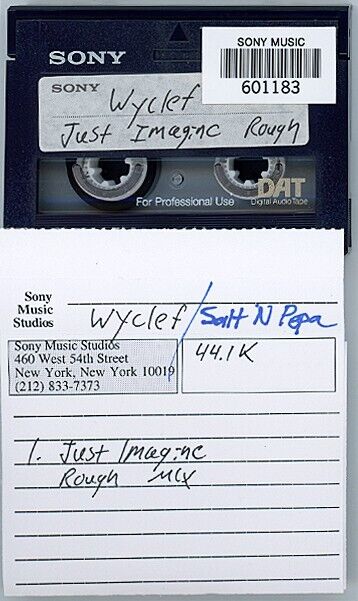 SONY
SONY MUSIC
601183
SONY
Wyclef
Just Imagine Rough
DAT
For Professional Use
Digital Audio Tape
Sony
Music
Studios
Wyclef / Salt N Pepa
Sony Music Studios
460 West 54th Street
New York, New York 10019
(212) 833-7373
44.1K
1. Just Imagine
Rough Mix